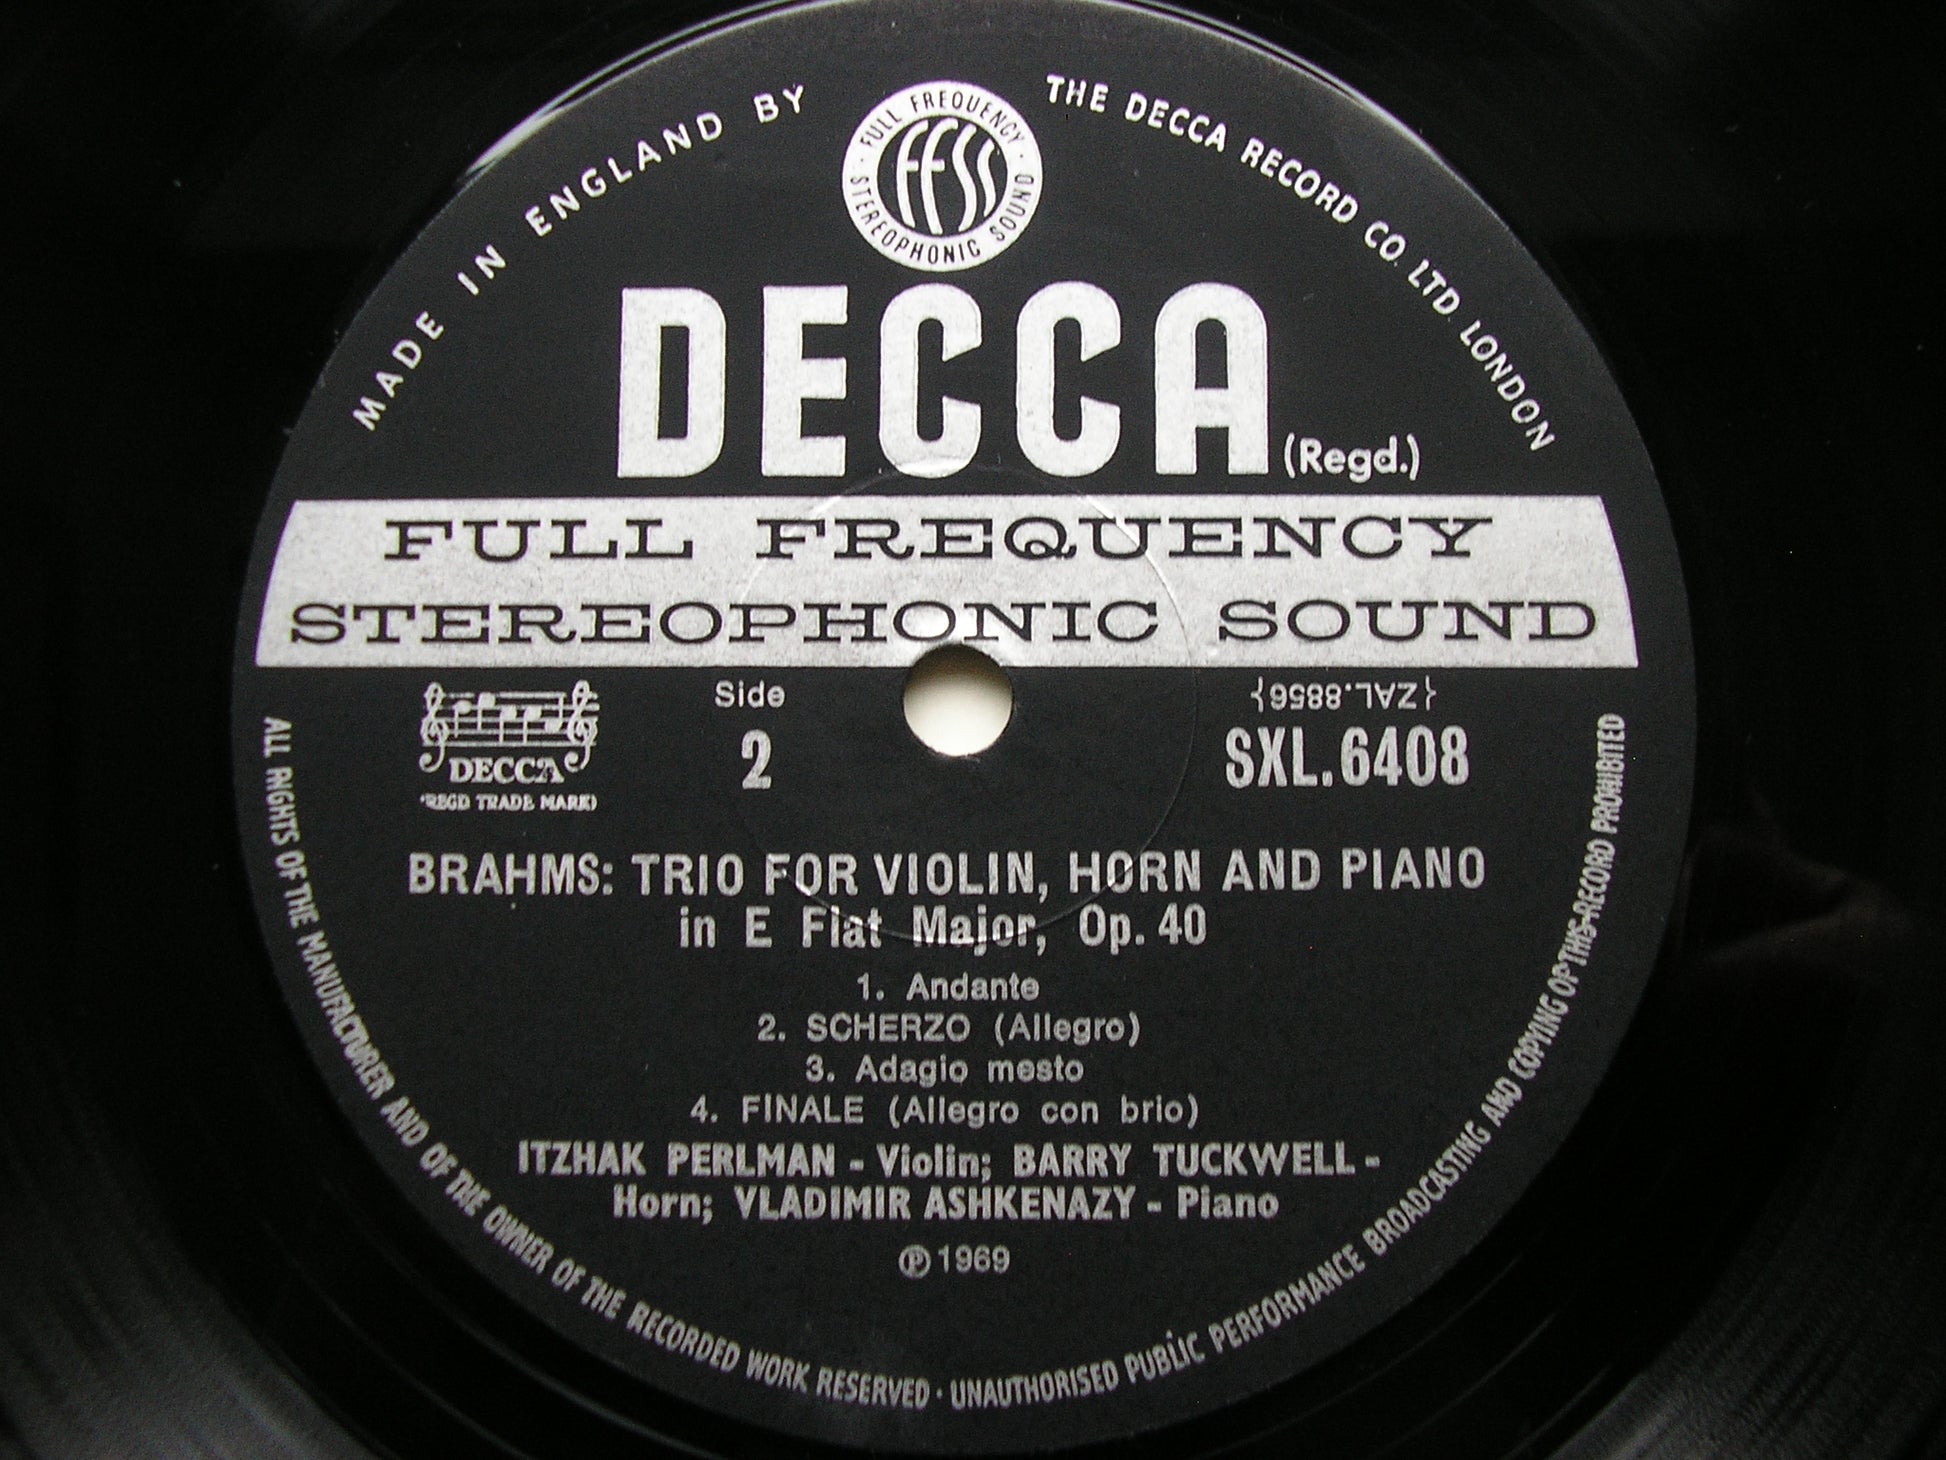 MADE IN ENGLAND BY
THE DECCA RECORD CO. LTD. LONDON
FULL FREQUENCY
FFSS
STEREOPHONIC SOUND
DECCA (Regd.)
FULL FREQUENCY
STEREOPHONIC SOUND
DECCA
REGD TRADE MARK)
Side
2
{ZAL.8856}
SXL.6408
BRAHMS: TRIO FOR VIOLIN, HORN AND PIANO
in E Flat Major, Op. 40
1. Andante
2. SCHERZO (Allegro)
3. Adagio mesto
4. FINALE (Allegro con brio)
ITZHAK PERLMAN - Violin; BARRY TUCKWELL -
Horn; VLADIMIR ASHKENAZY - Piano
℗ 1969
ALL RIGHTS OF THE MANUFACTURER AND OF THE OWNER OF THE RECORDED WORK RESERVED · UNAUTHORISED PUBLIC PERFORMANCE BROADCASTING AND COPYING OF THIS RECORD PROHIBITED